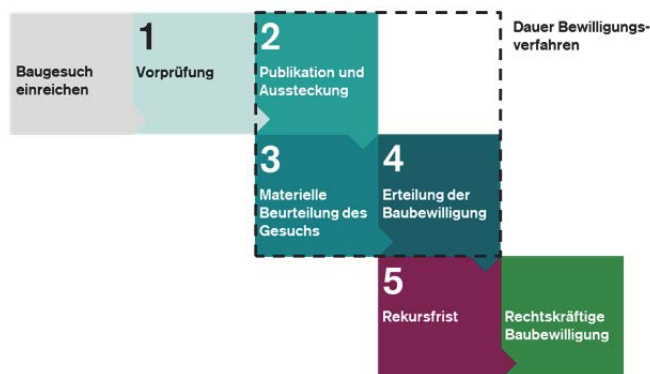 Baugesuch
einreichen
1
Vorprüfung
2
Publikation und
Aussteckung
Dauer Bewilligungs-
verfahren
3
Materielle
Beurteilung des
Gesuchs
4
Erteilung der
Baubewilligung
5
Rekursfrist
Rechtskräftige
Baubewilligung